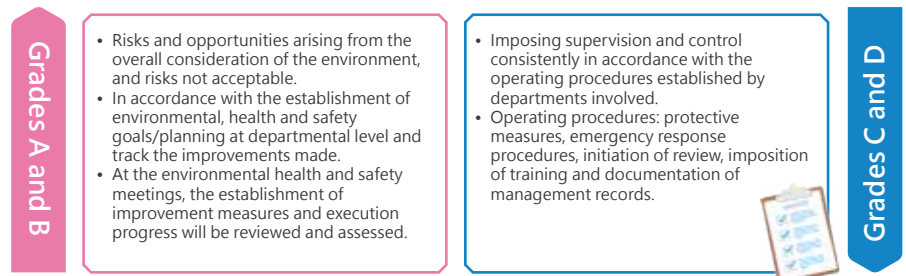 Grades A and B
• Risks and opportunities arising from the
overall consideration of the environment,
and risks not acceptable.
• In accordance with the establishment of
environmental, health and safety
goals/planning at departmental level and
track the improvements made.
• At the environmental health and safety
meetings, the establishment of
improvement measures and execution
progress will be reviewed and assessed.
• Imposing supervision and control
consistently in accordance with the
operating procedures established by
departments involved.
• Operating procedures: protective
measures, emergency response
procedures, initiation of review, imposition
of training and documentation of
management records.
Grades C and D